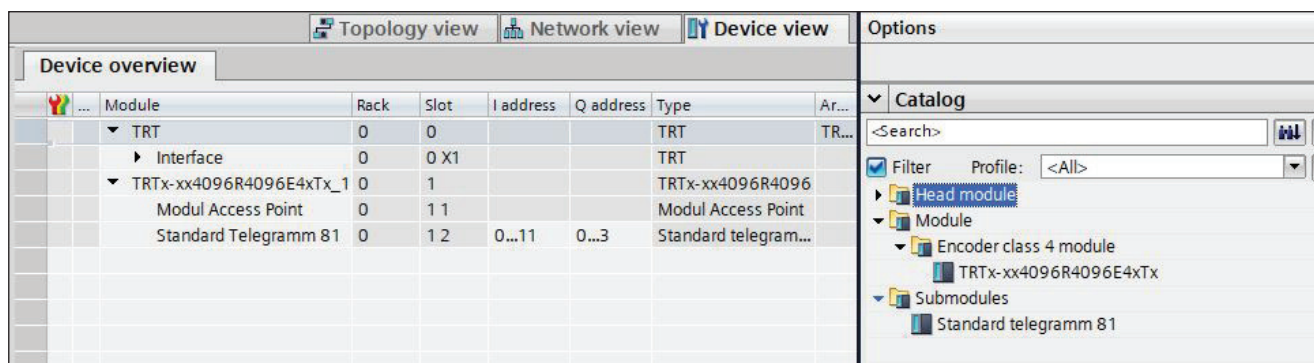 Topology view Network view Device view
Options
Device overview
... Module Rack Slot I address Q address Type Ar...
TRT 0 0 TRT TR...
Interface 0 0 X1 TRT
TRTx-xx4096R4096E4xTx_1 0 1 TRTx-xx4096R4096
Modul Access Point 0 1 1 Modul Access Point
Standard Telegramm 81 0 1 2 0...11 0...3 Standard telegram...
Catalog
<Search>
Filter Profile: <All>
Head module
Module
Encoder class 4 module
TRTx-xx4096R4096E4xTx
Submodules
Standard telegramm 81